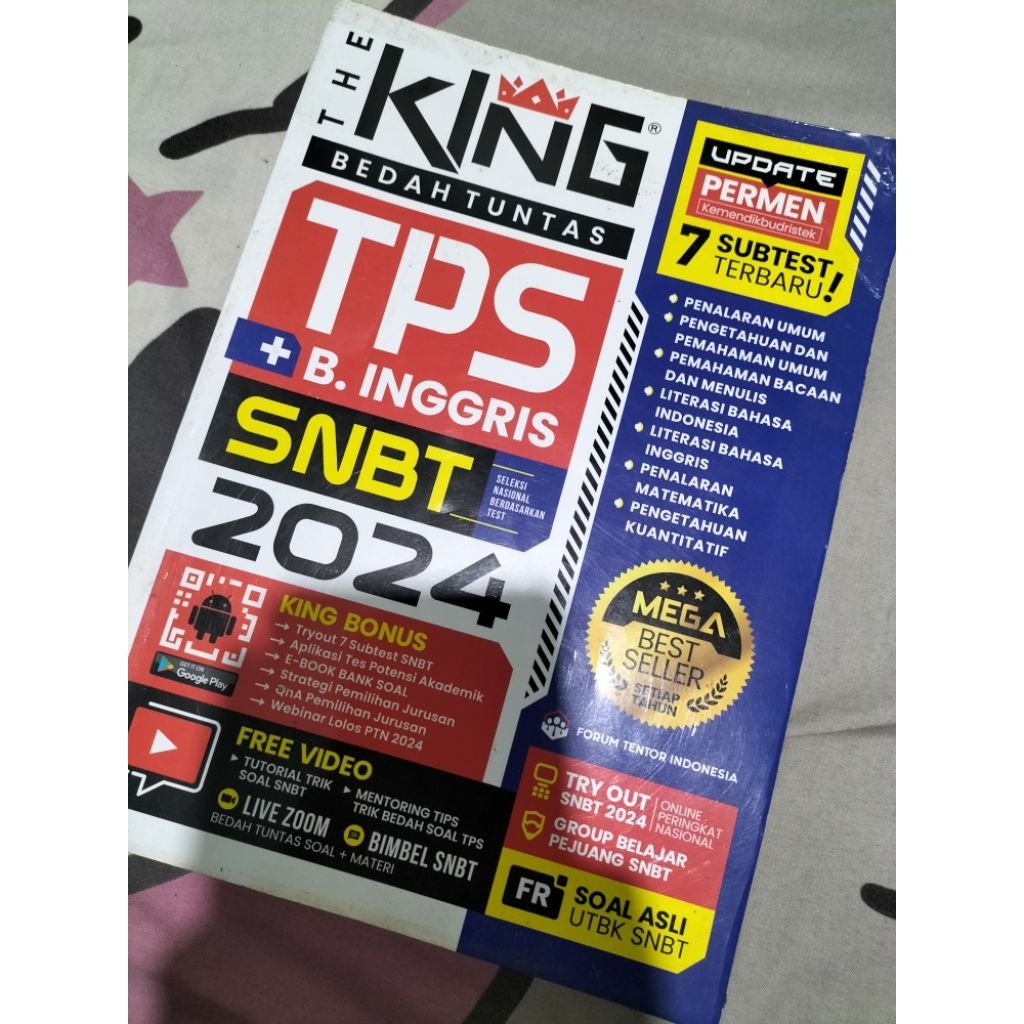 THE
KING®
BEDAH TUNTAS
TPS
+ B. INGGRIS
SNBT
SELEKSI
NASIONAL
BERDASARKAN
TEST
2024
KING BONUS
→ Tryout 7 Subtest SNBT
→ Aplikasi Tes Potensi Akademik
→ E-BOOK BANK SOAL
→ Strategi Pemilihan Jurusan
→ QnA Pemilihan Jurusan
→ Webinar Lolos PTN 2024
GET IT ON
Google Play
FREE VIDEO
TUTORIAL TRIK
SOAL SNBT
MENTORING TIPS
TRIK BEDAH SOAL TPS
LIVE ZOOM
BEDAH TUNTAS SOAL + MATERI
BIMBEL SNBT
UPDATE
PERMEN
Kemendikbudristek
7 SUBTEST
TERBARU!
PENALARAN UMUM
PENGETAHUAN DAN
PEMAHAMAN UMUM
PEMAHAMAN BACAAN
DAN MENULIS
LITERASI BAHASA
INDONESIA
LITERASI BAHASA
INGGRIS
PENALARAN
MATEMATIKA
PENGETAHUAN
KUANTITATIF
MEGA
BEST
SELLER
SETIAP
TAHUN
FORUM TENTOR INDONESIA
TRY OUT
SNBT 2024
ONLINE
PERINGKAT
NASIONAL
GROUP BELAJAR
PEJUANG SNBT
FR
SOAL ASLI
UTBK SNBT